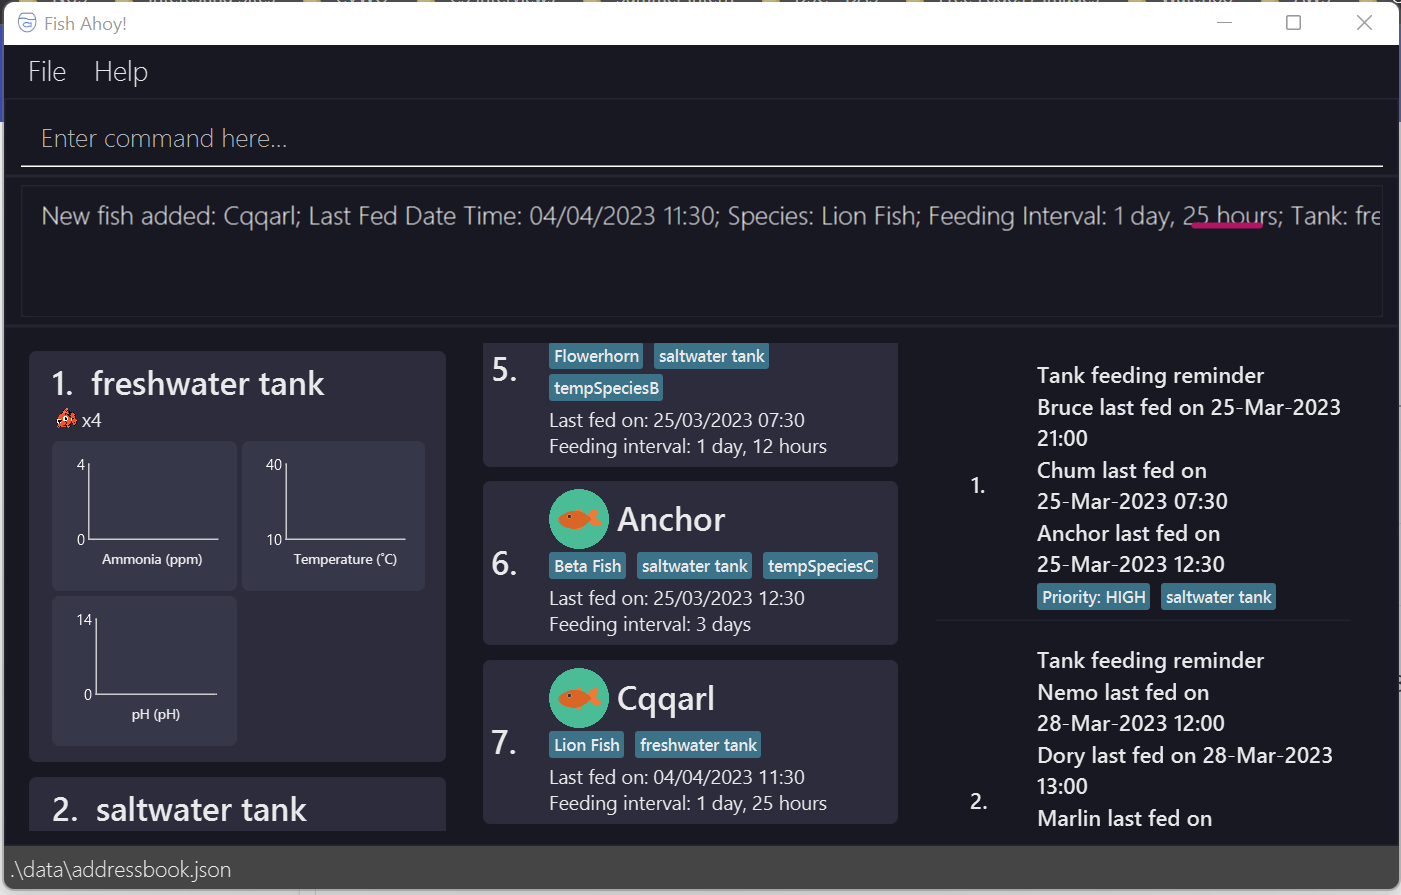 Fish Ahoy!
File Help
Enter command here...
New fish added: Cqqarl; Last Fed Date Time: 04/04/2023 11:30; Species: Lion Fish; Feeding Interval: 1 day, 25 hours; Tank: fre
1. freshwater tank
x4
4
0
Ammonia (ppm)
40
10
Temperature (˚C)
14
0
pH (pH)
2. saltwater tank
5.
Flowerhorn saltwater tank
tempSpeciesB
Last fed on: 25/03/2023 07:30
Feeding interval: 1 day, 12 hours
6.
Anchor
Beta Fish saltwater tank tempSpeciesC
Last fed on: 25/03/2023 12:30
Feeding interval: 3 days
7.
Cqqarl
Lion Fish freshwater tank
Last fed on: 04/04/2023 11:30
Feeding interval: 1 day, 25 hours
1.
Tank feeding reminder
Bruce last fed on 25-Mar-2023
21:00
Chum last fed on
25-Mar-2023 07:30
Anchor last fed on
25-Mar-2023 12:30
Priority: HIGH saltwater tank
2.
Tank feeding reminder
Nemo last fed on
28-Mar-2023 12:00
Dory last fed on 28-Mar-2023
13:00
Marlin last fed on
.\data\addressbook.json